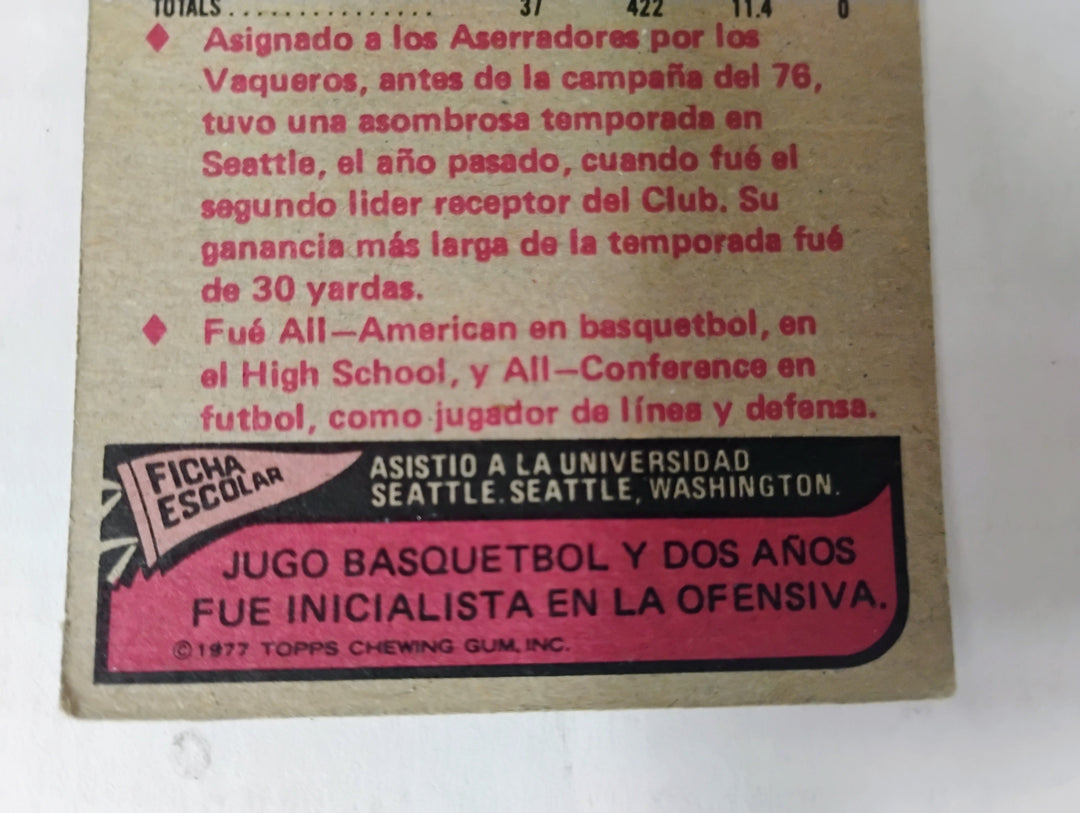 TOTALS................ 37 422 11.4 0
♦ Asignado a los Aserradores por los
Vaqueros, antes de la campaña del 76,
tuvo una asombrosa temporada en
Seattle, el año pasado, cuando fué el
segundo lider receptor del Club. Su
ganancia más larga de la temporada fué
de 30 yardas.
♦ Fué All—American en basquetbol, en
el High School, y All—Conference en
futbol, como jugador de línea y defensa.
FICHA
ESCOLAR
ASISTIO A LA UNIVERSIDAD
SEATTLE. SEATTLE, WASHINGTON.
JUGO BASQUETBOL Y DOS AÑOS
FUE INICIALISTA EN LA OFENSIVA.
©1977 TOPPS CHEWING GUM, INC.